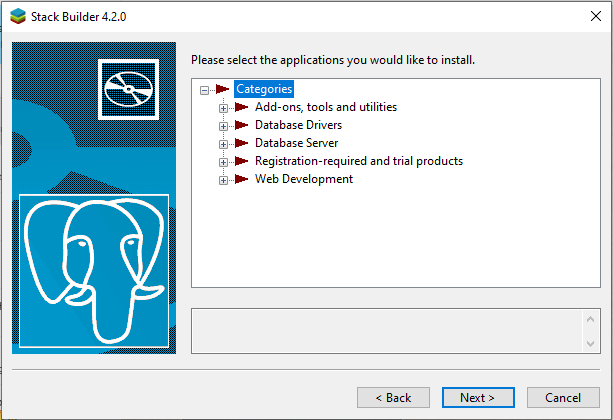 Stack Builder 4.2.0
Please select the applications you would like to install.
Categories
Add-ons, tools and utilities
Database Drivers
Database Server
Registration-required and trial products
Web Development
< Back
Next >
Cancel